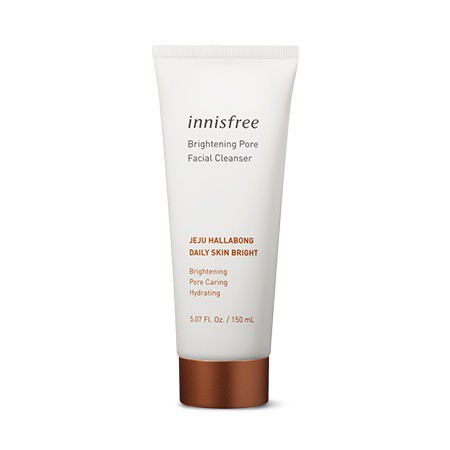 innisfree
Brightening Pore
Facial Cleanser
JEJU HALLABONG
DAILY SKIN BRIGHT
Brightening
Pore Caring
Hydrating
5.07 Fl. Oz. / 150 mL